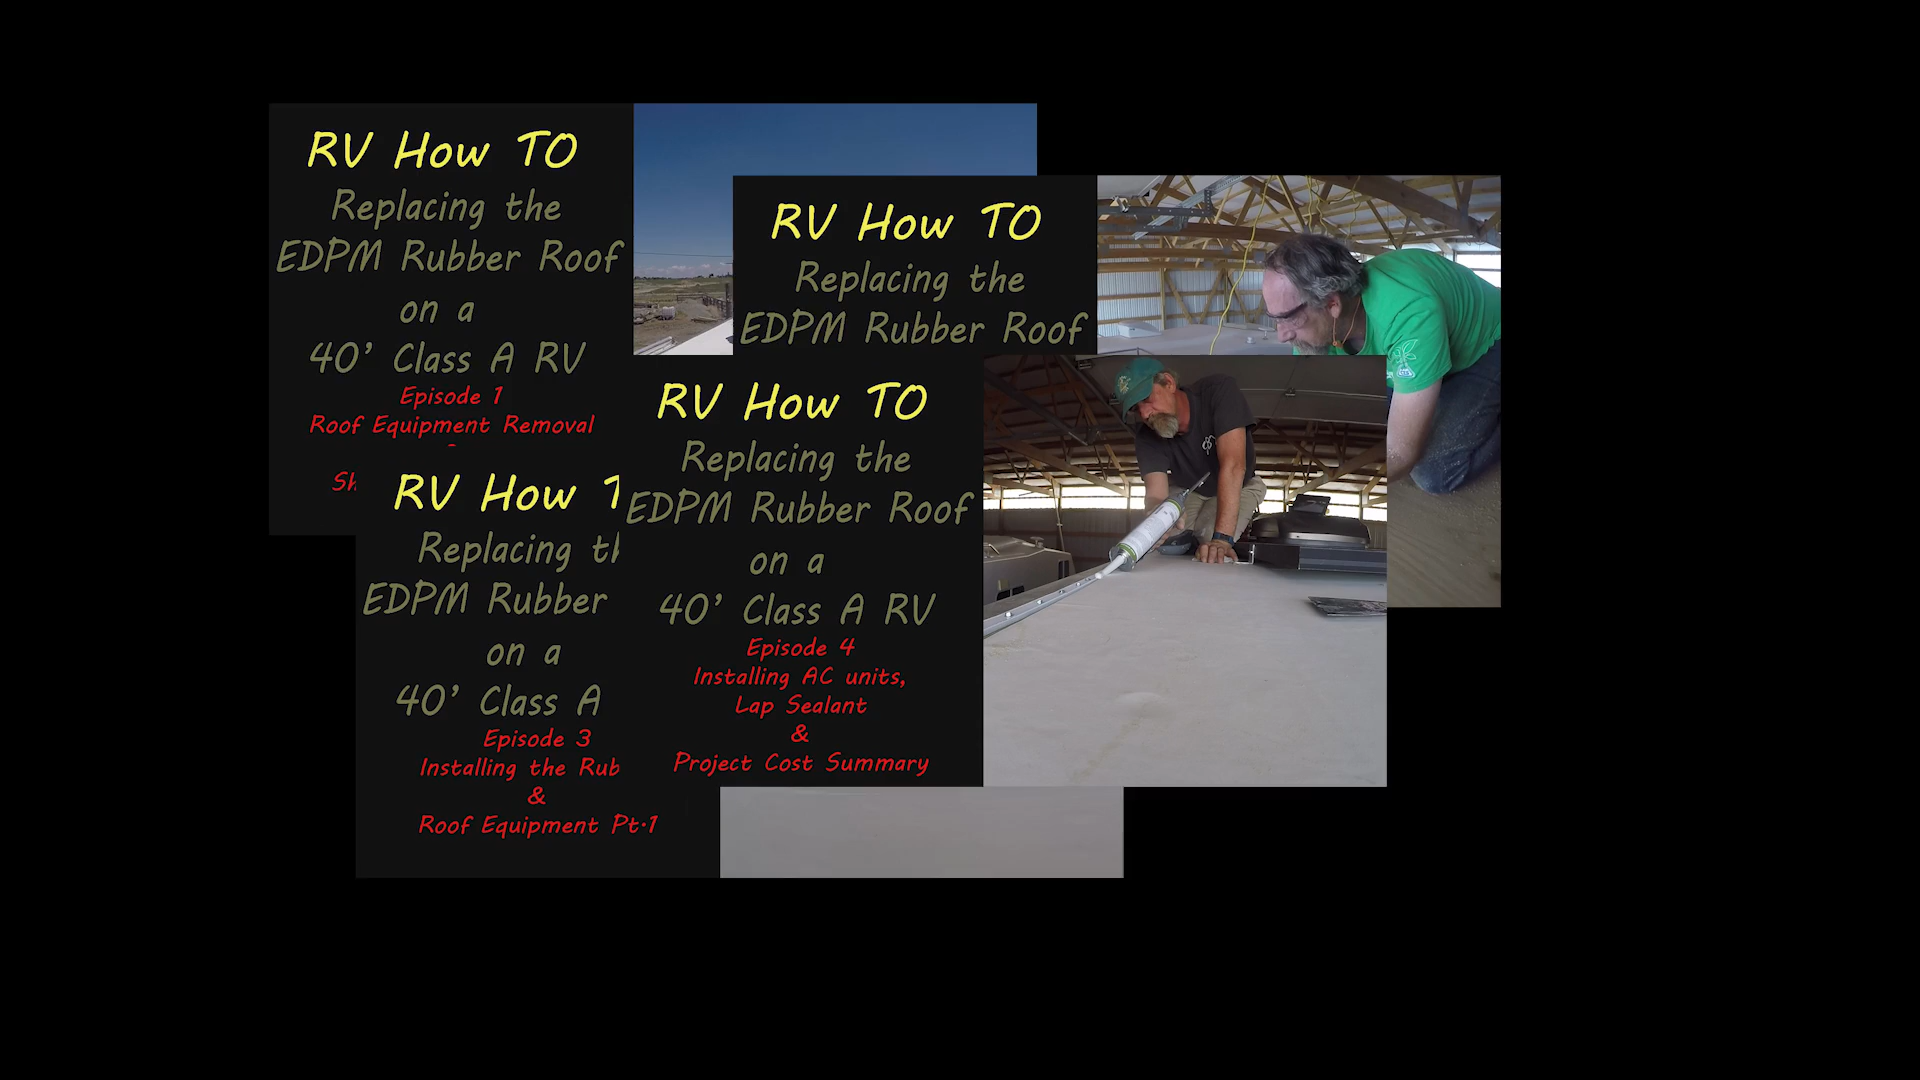 RV How TO
Replacing the
EDPM Rubber Roof
on a
40' Class A RV
Episode 1
Roof Equipment Removal
RV How TO
Replacing the
EDPM Rubber Roof
RV How
Replacing
EDPM Rubber
on a
40' Class A
Episode 3
Installing the Rub
&
Roof Equipment Pt.1
RV How TO
Replacing the
EDPM Rubber Roof
on a
40' Class A RV
Episode 4
Installing AC units,
Lap Sealant
&
Project Cost Summary